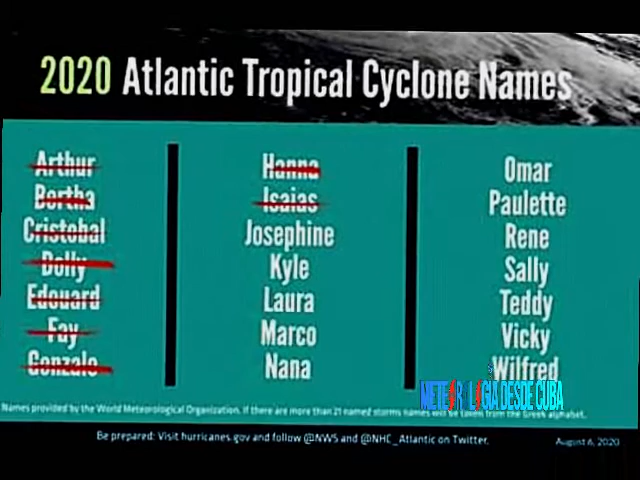 2020 Atlantic Tropical Cyclone Names
Arthur
Bertha
Cristobal
Dolly
Edouard
Fay
Gonzalo
Hanna
Isaias
Josephine
Kyle
Laura
Marco
Nana
Omar
Paulette
Rene
Sally
Teddy
Vicky
Wilfred
METEOROLOGIA DESDE CUBA
Names provided by the World Meteorological Organization. If there are more than 21 named storms names will be taken from the Greek alphabet.
Be prepared: Visit hurricanes.gov and follow @NWS and @NHC_Atlantic on Twitter.
August 6, 2020